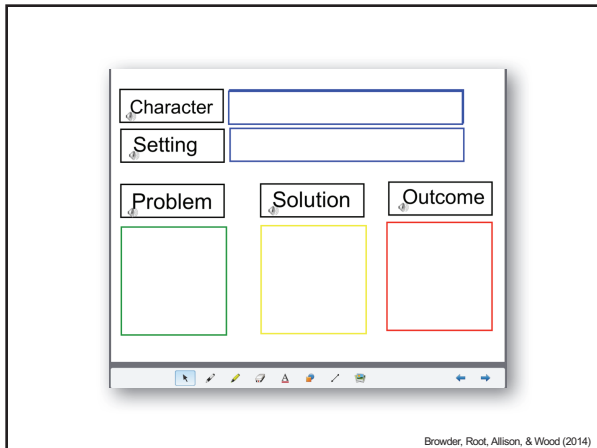 Character
Setting
Problem Solution Outcome
Browder, Root, Allison, & Wood (2014)